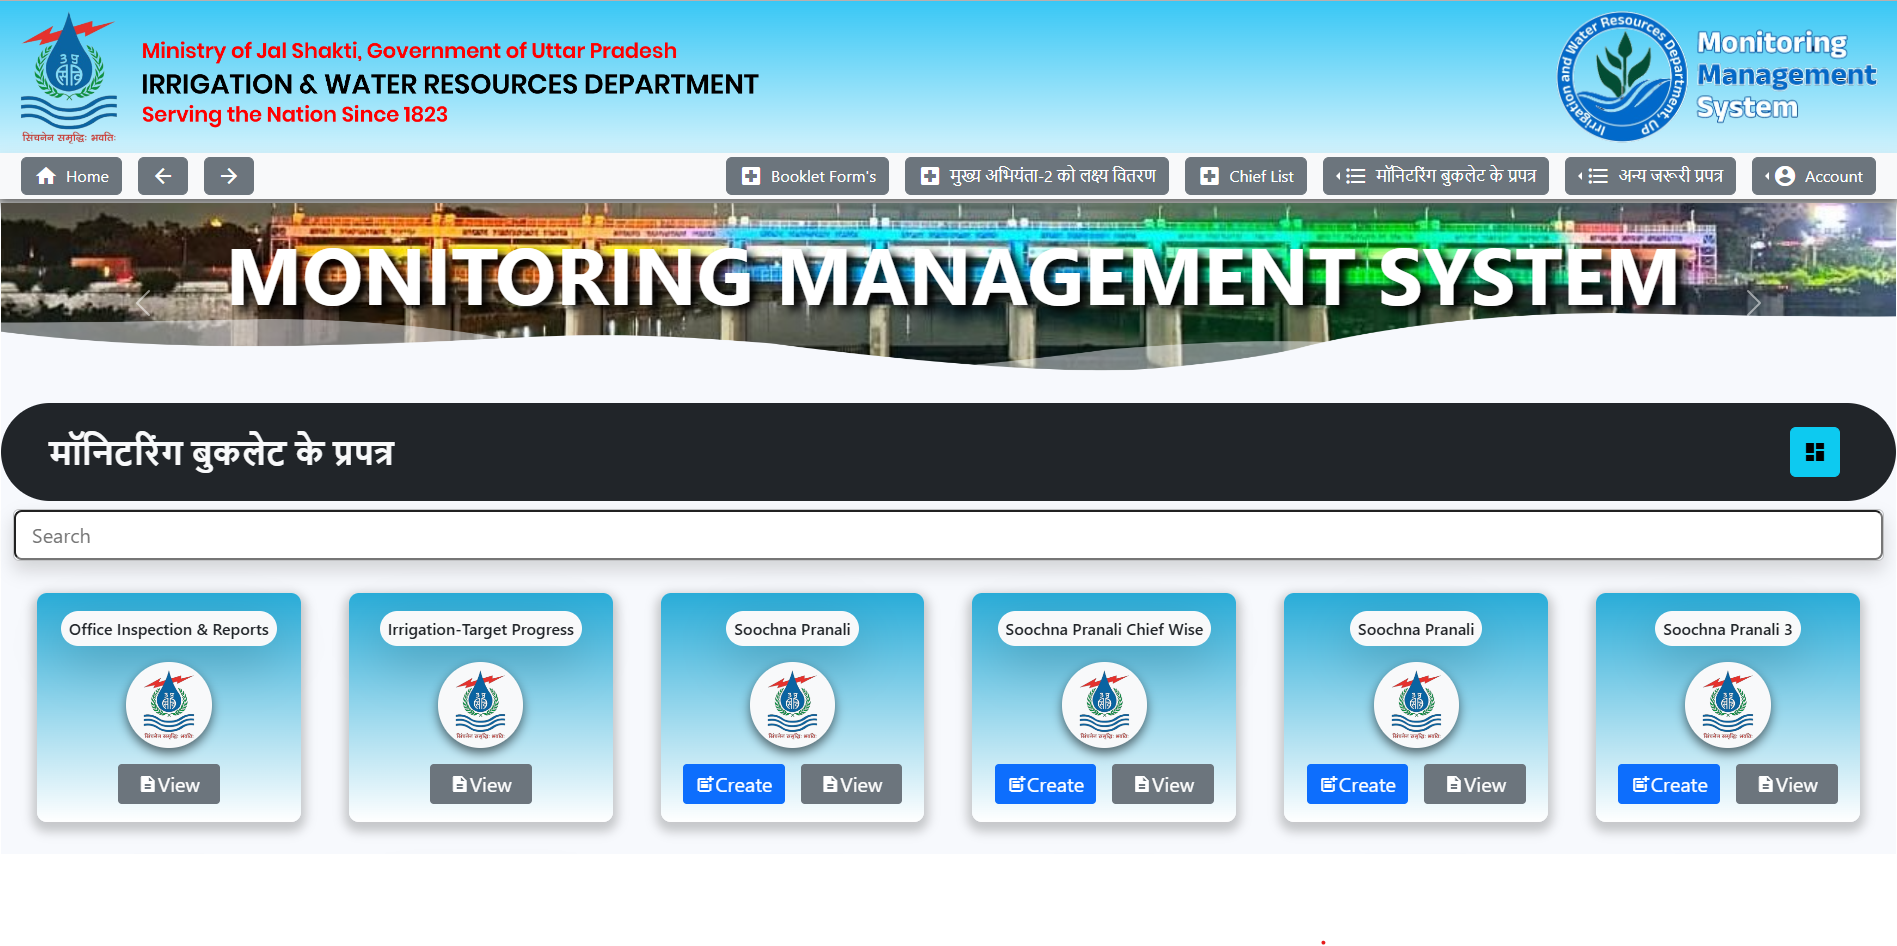 Ministry of Jal Shakti, Government of Uttar Pradesh
IRRIGATION & WATER RESOURCES DEPARTMENT
Serving the Nation Since 1823
सिंचनेन समृद्धिः भवति:
Irrigation and Water Resources Department, UP
Monitoring
Management
System
Home
Booklet Form's
मुख्य अभियंता-2 को लक्ष्य वितरण
Chief List
मॉनिटरिंग बुकलेट के प्रपत्र
अन्य जरूरी प्रपत्र
Account
MONITORING MANAGEMENT SYSTEM
मॉनिटरिंग बुकलेट के प्रपत्र
Search
Office Inspection & Reports
View
Irrigation-Target Progress
View
Soochna Pranali
Create View
Soochna Pranali Chief Wise
Create View
Soochna Pranali
Create View
Soochna Pranali 3
Create View